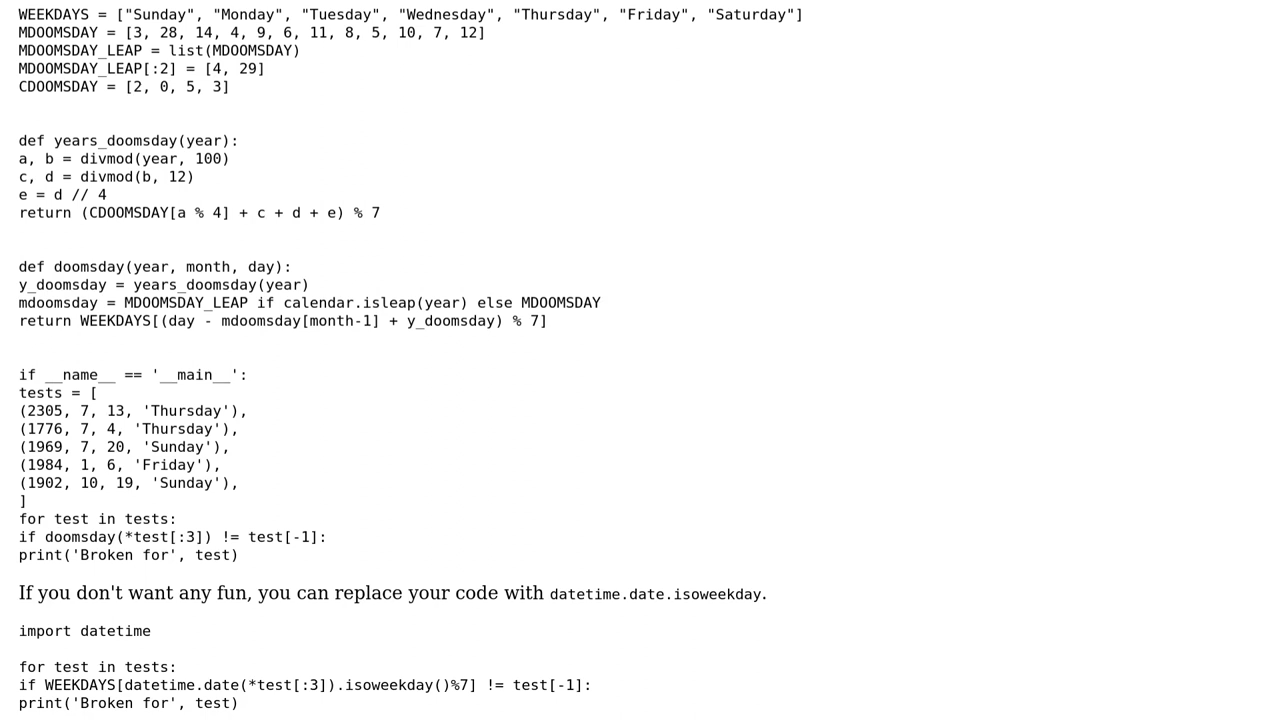 WEEKDAYS = ["Sunday", "Monday", "Tuesday", "Wednesday", "Thursday", "Friday", "Saturday"]
MDOOMSDAY = [3, 28, 14, 4, 9, 6, 11, 8, 5, 10, 7, 12]
MDOOMSDAY_LEAP = list(MDOOMSDAY)
MDOOMSDAY_LEAP[:2] = [4, 29]
CDOOMSDAY = [2, 0, 5, 3]
def years_doomsday(year):
a, b = divmod(year, 100)
c, d = divmod(b, 12)
e = d // 4
return (CDOOMSDAY[a % 4] + c + d + e) % 7
def doomsday(year, month, day):
y_doomsday = years_doomsday(year)
mdoomsday = MDOOMSDAY_LEAP if calendar.isleap(year) else MDOOMSDAY
return WEEKDAYS[(day - mdoomsday[month-1] + y_doomsday) % 7]
if __name__ == '__main__':
tests = [
(2305, 7, 13, 'Thursday'),
(1776, 7, 4, 'Thursday'),
(1969, 7, 20, 'Sunday'),
(1984, 1, 6, 'Friday'),
(1902, 10, 19, 'Sunday'),
]
for test in tests:
if doomsday(*test[:3]) != test[-1]:
print('Broken for', test)
If you don't want any fun, you can replace your code with datetime.date.isoweekday.
import datetime
for test in tests:
if WEEKDAYS[datetime.date(*test[:3]).isoweekday()%7] != test[-1]:
print('Broken for', test)